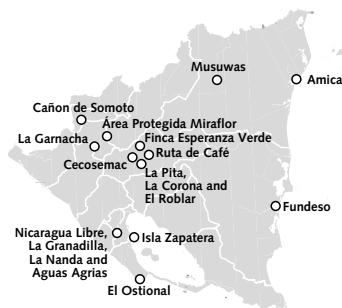 Musuwas
Amica
Cañon de Somoto
Área Protegida Miraflor
La Garnacha
Finca Esperanza Verde
Cecosemac
Ruta de Café
La Pita,
La Corona and
El Roblar
Fundeso
Nicaragua Libre,
La Granadilla,
La Nanda and
Aguas Agrias
Isla Zapatera
El Ostional